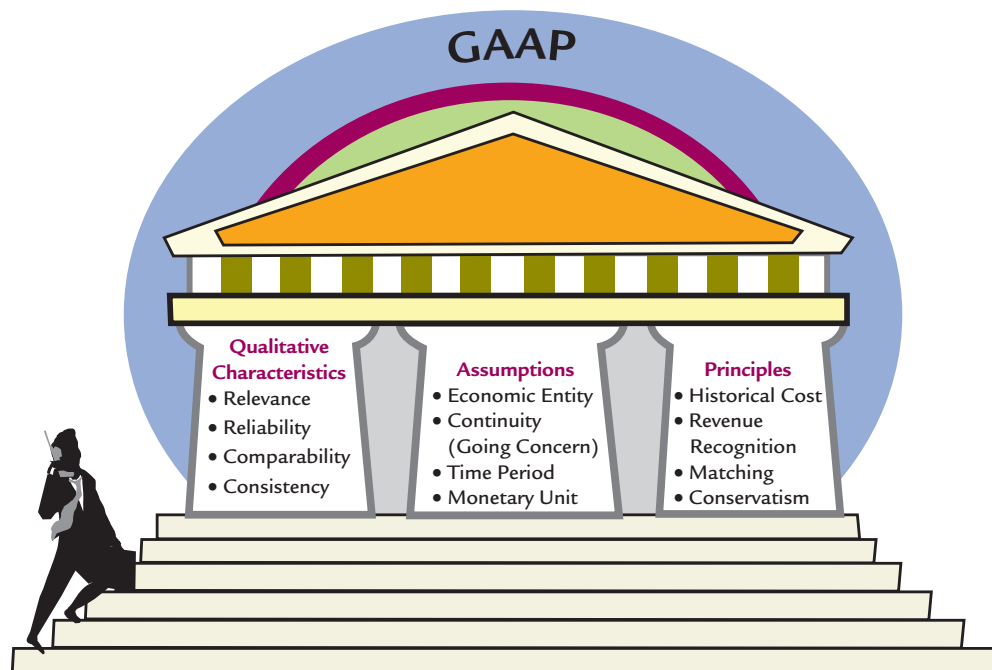 GAAP
Qualitative
Characteristics
• Relevance
• Reliability
• Comparability
• Consistency
Assumptions
• Economic Entity
• Continuity
(Going Concern)
• Time Period
• Monetary Unit
Principles
• Historical Cost
• Revenue
Recognition
• Matching
• Conservatism